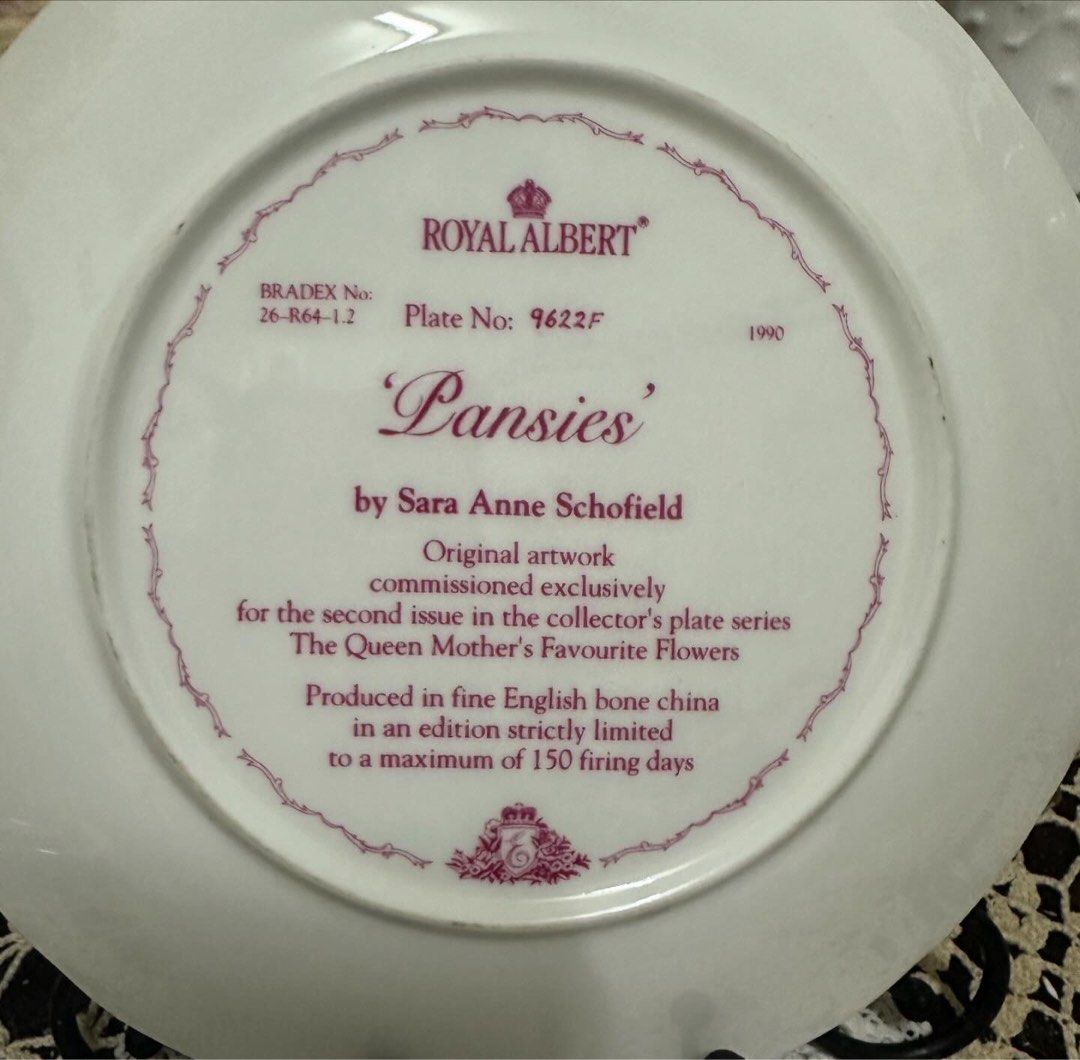 ROYAL ALBERT®
BRADEX No:
26-R64-1.2
Plate No: 9622F
1990
'Pansies'
by Sara Anne Schofield
Original artwork
commissioned exclusively
for the second issue in the collector's plate series
The Queen Mother's Favourite Flowers
Produced in fine English bone china
in an edition strictly limited
to a maximum of 150 firing days
E